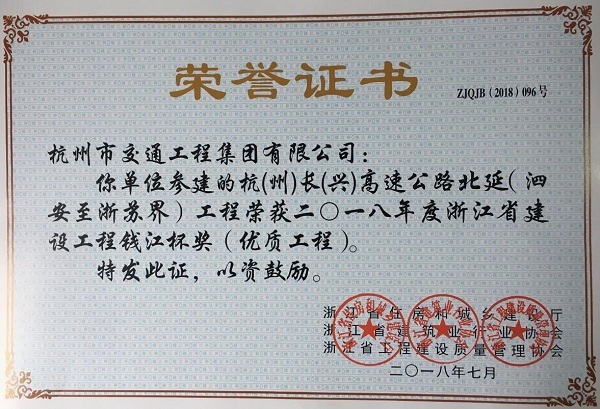 荣誉证书
ZJQJB（2018）096号
杭州市交通工程集团有限公司：
你单位参建的杭(州)长(兴)高速公路北延（泗
安至浙苏界）工程荣获二〇一八年度浙江省建
设工程钱江杯奖（优质工程）。
特发此证，以资鼓励。
浙江省住房和城乡建设厅
浙江省建筑业行业协会
浙江省工程建设质量管理协会
二〇一八年七月